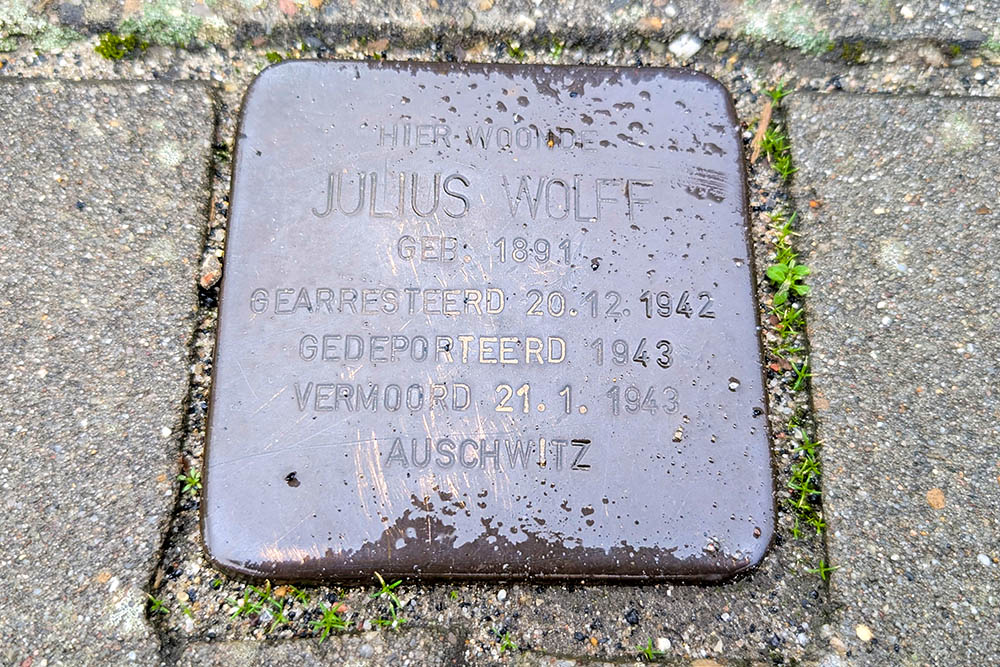 HIER WOONDE
JULIUS WOLFF
GEB. 1891
GEARRESTEERD 20.12.1942
GEDEPORTEERD 1943
VERMOORD 21.1.1943
AUSCHWITZ